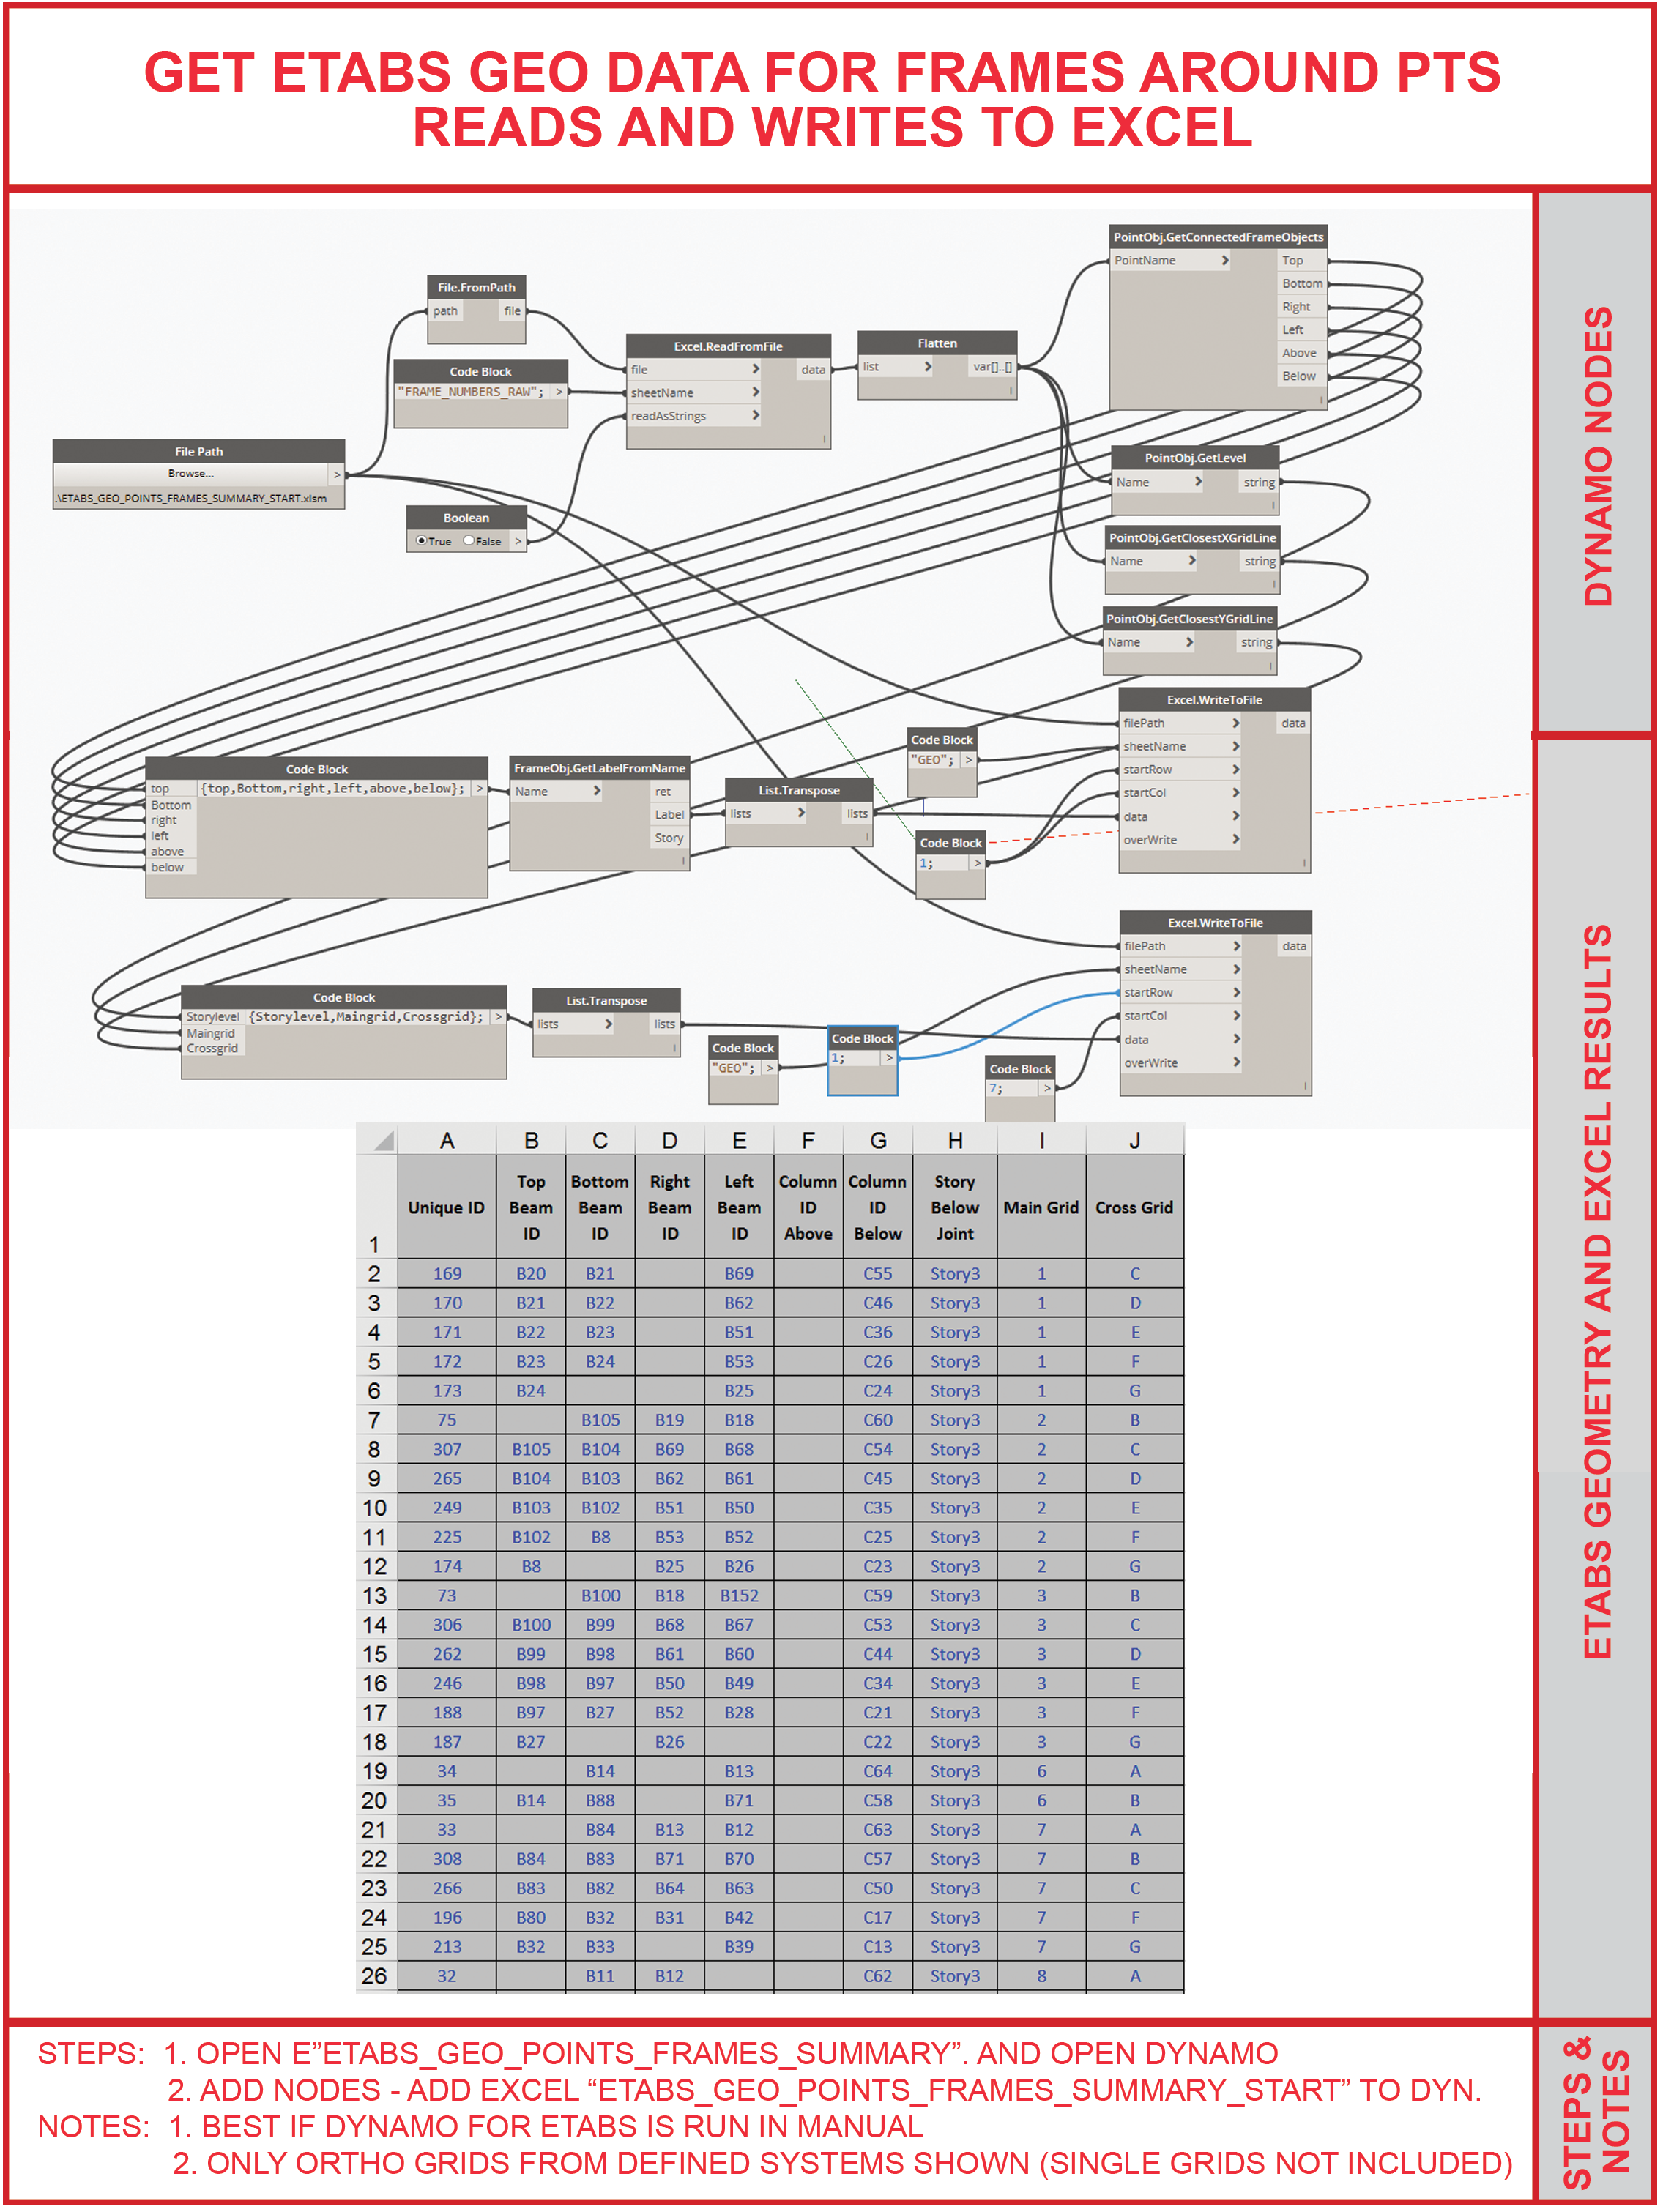 GET ETABS GEO DATA FOR FRAMES AROUND PTS
READS AND WRITES TO EXCEL
DYNAMO NODES
PointObj.GetConnectedFrameObjects
PointName >
Top
Bottom
Right
Left
Above
Below
File.FromPath
path file
Code Block
"FRAME_NUMBERS_RAW"; >
Excel.ReadFromFile
file > data
sheetName >
readAsStrings >
Flatten
list > var[]..[]
File Path
Browse... >
.\ETABS_GEO_POINTS_FRAMES_SUMMARY_START.xlsm
Boolean
True False >
PointObj.GetLevel
Name > string
PointObj.GetClosestXGridLine
Name > string
PointObj.GetClosestYGridLine
Name > string
Excel.WriteToFile
filePath > data
sheetName >
startRow >
startCol >
data >
overWrite >
Code Block
"GEO"; >
Code Block
1; >
Code Block
top {top,Bottom,right,left,above,below}; >
Bottom
right
left
above
below
FrameObj.GetLabelFromName
Name > ret
Label
Story
List.Transpose
lists > lists
Excel.WriteToFile
filePath > data
sheetName >
startRow >
startCol >
data >
overWrite >
Code Block
Storylevel {Storylevel,Maingrid,Crossgrid}; >
Maingrid
Crossgrid
List.Transpose
lists > lists
Code Block
"GEO"; >
Code Block
1; >
Code Block
7; >
ETABS GEOMETRY AND EXCEL RESULTS
A B C D E F G H I J
1 Unique ID Top Beam ID Bottom Beam ID Right Beam ID Left Beam ID Column ID Above Column ID Below Story Below Joint Main Grid Cross Grid
2 169 B20 B21 B69 C55 Story3 1 C
3 170 B21 B22 B62 C46 Story3 1 D
4 171 B22 B23 B51 C36 Story3 1 E
5 172 B23 B24 B53 C26 Story3 1 F
6 173 B24 B25 C24 Story3 1 G
7 75 B105 B19 B18 C60 Story3 2 B
8 307 B105 B104 B69 B68 C54 Story3 2 C
9 265 B104 B103 B62 B61 C45 Story3 2 D
10 249 B103 B102 B51 B50 C35 Story3 2 E
11 225 B102 B8 B53 B52 C25 Story3 2 F
12 174 B8 B25 B26 C23 Story3 2 G
13 73 B100 B18 B152 C59 Story3 3 B
14 306 B100 B99 B68 B67 C53 Story3 3 C
15 262 B99 B98 B61 B60 C44 Story3 3 D
16 246 B98 B97 B50 B49 C34 Story3 3 E
17 188 B97 B27 B52 B28 C21 Story3 3 F
18 187 B27 B26 C22 Story3 3 G
19 34 B14 B13 C64 Story3 6 A
20 35 B14 B88 B71 C58 Story3 6 B
21 33 B84 B13 B12 C63 Story3 7 A
22 308 B84 B83 B71 B70 C57 Story3 7 B
23 266 B83 B82 B64 B63 C50 Story3 7 C
24 196 B80 B32 B31 B42 C17 Story3 7 F
25 213 B32 B33 B39 C13 Story3 7 G
26 32 B11 B12 C62 Story3 8 A
STEPS: 1. OPEN E”ETABS_GEO_POINTS_FRAMES_SUMMARY”. AND OPEN DYNAMO
2. ADD NODES - ADD EXCEL “ETABS_GEO_POINTS_FRAMES_SUMMARY_START” TO DYN.
NOTES: 1. BEST IF DYNAMO FOR ETABS IS RUN IN MANUAL
2. ONLY ORTHO GRIDS FROM DEFINED SYSTEMS SHOWN (SINGLE GRIDS NOT INCLUDED)
STEPS &
NOTES